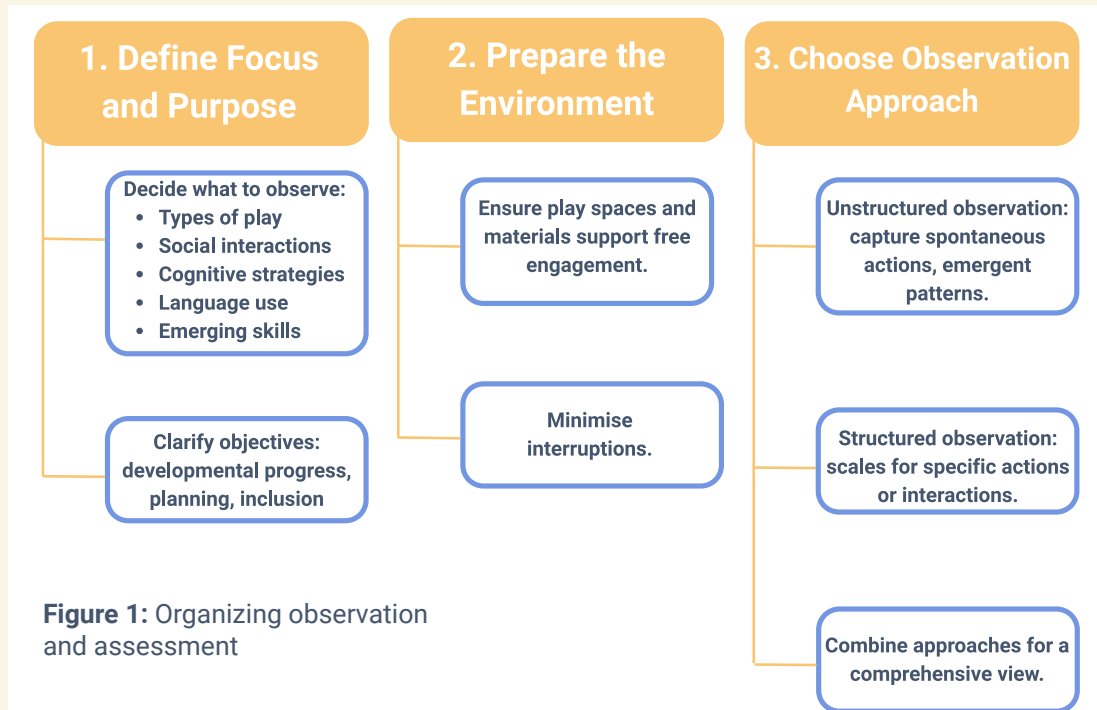 1. Define Focus
and Purpose
Decide what to observe:
• Types of play
• Social interactions
• Cognitive strategies
• Language use
• Emerging skills
Clarify objectives:
developmental progress,
planning, inclusion
2. Prepare the
Environment
Ensure play spaces and
materials support free
engagement.
Minimise
interruptions.
3. Choose Observation
Approach
Unstructured observation:
capture spontaneous
actions, emergent
patterns.
Structured observation:
scales for specific actions
or interactions.
Combine approaches for a
comprehensive view.
Figure 1: Organizing observation
and assessment